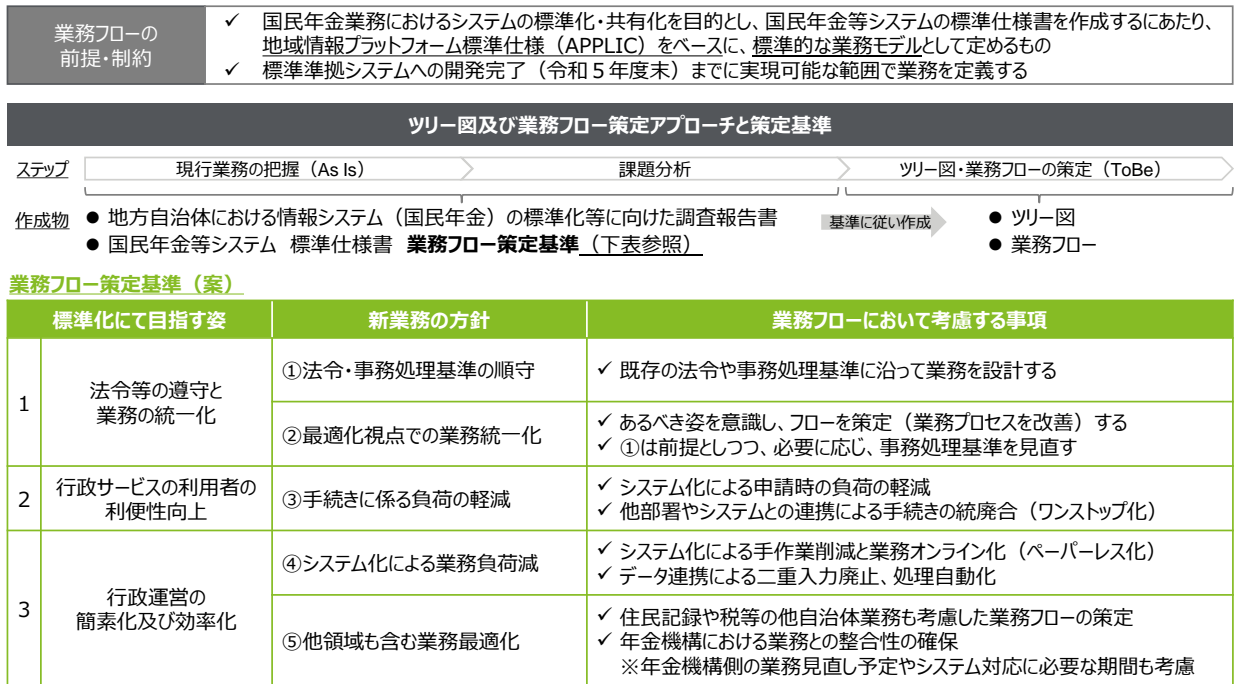 業務フローの
前提・制約
✓ 国民年金業務におけるシステムの標準化・共有化を目的とし、国民年金等システムの標準仕様書を作成するにあたり、
地域情報プラットフォーム標準仕様（APPLIC）をベースに、標準的な業務モデルとして定めるもの
✓ 標準準拠システムへの開発完了（令和５年度末）までに実現可能な範囲で業務を定義する
ツリー図及び業務フロー策定アプローチと策定基準
ステップ 現行業務の把握（As Is） 課題分析 ツリー図・業務フローの策定（ToBe）
作成物 ● 地方自治体における情報システム（国民年金）の標準化等に向けた調査報告書 基準に従い作成 ● ツリー図
● 国民年金等システム 標準仕様書 業務フロー策定基準（下表参照） ● 業務フロー
業務フロー策定基準（案）
標準化にて目指す姿 新業務の方針 業務フローにおいて考慮する事項
1 法令等の遵守と
業務の統一化
①法令・事務処理基準の順守 ✓ 既存の法令や事務処理基準に沿って業務を設計する
②最適化視点での業務統一化 ✓ あるべき姿を意識し、フローを策定（業務プロセスを改善）する
✓ ①は前提としつつ、必要に応じ、事務処理基準を見直す
2 行政サービスの利用者の
利便性向上
③手続きに係る負荷の軽減 ✓ システム化による申請時の負荷の軽減
✓ 他部署やシステムとの連携による手続きの統廃合（ワンストップ化）
3 行政運営の
簡素化及び効率化
④システム化による業務負荷減 ✓ システム化による手作業削減と業務オンライン化（ペーパーレス化）
✓ データ連携による二重入力廃止、処理自動化
⑤他領域も含む業務最適化 ✓ 住民記録や税等の他自治体業務も考慮した業務フローの策定
✓ 年金機構における業務との整合性の確保
※年金機構側の業務見直し予定やシステム対応に必要な期間も考慮